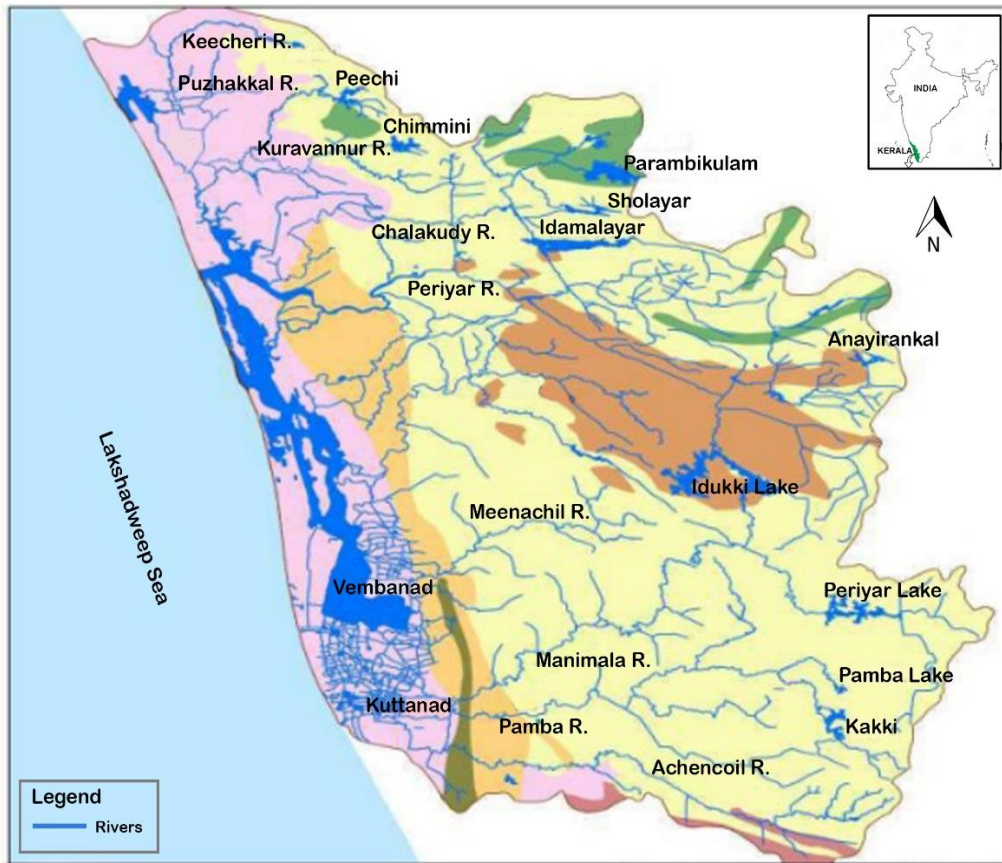 Keecheri R.
Puzhakkal R.
Peechi
Chimmini
Kuravannur R.
Parambikulam
Sholayar
Chalakudy R.
Idamalayar
Periyar R.
Anayirankal
Idukki Lake
Meenachil R.
Lakshadweep Sea
Vembanad
Periyar Lake
Manimala R.
Pamba Lake
Kuttanad
Pamba R.
Kakki
Achencoil R.
INDIA
KERALA
N
Legend
Rivers